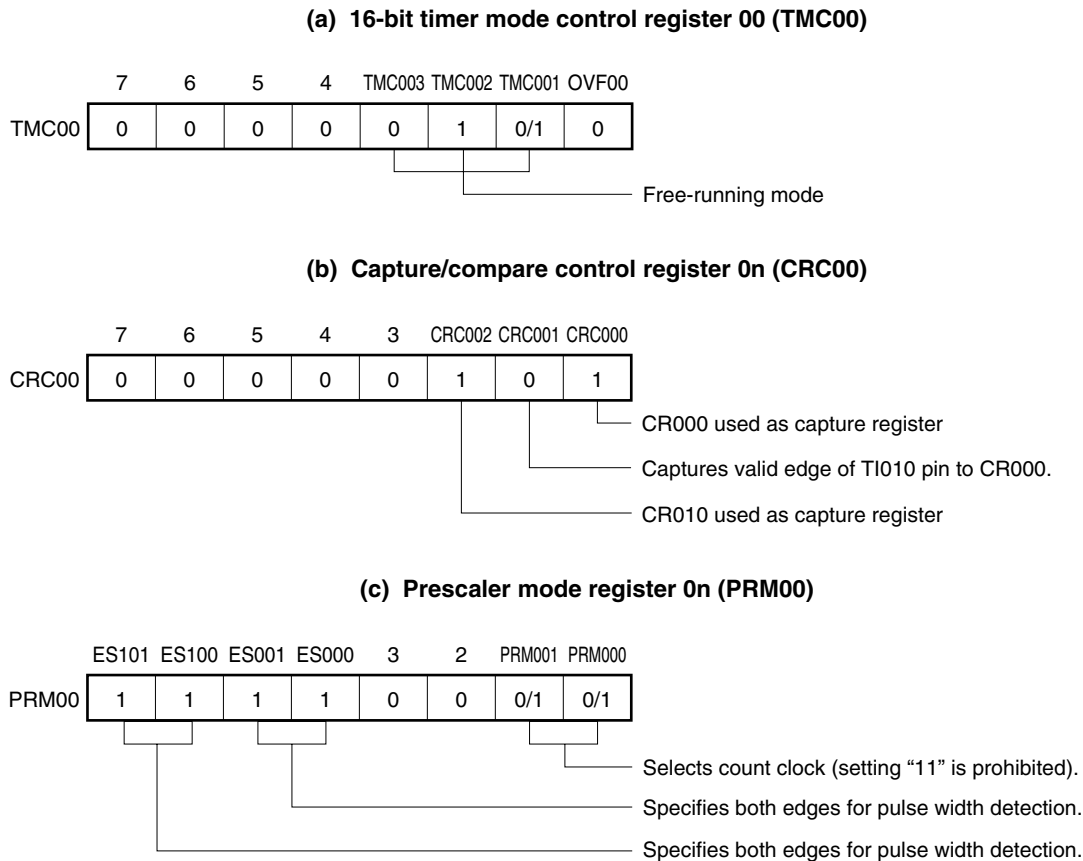 (a) 16-bit timer mode control register 00 (TMC00)
7 6 5 4 TMC003 TMC002 TMC001 OVF00
TMC00 0 0 0 0 0 1 0/1 0
Free-running mode
(b) Capture/compare control register 0n (CRC00)
7 6 5 4 3 CRC002 CRC001 CRC000
CRC00 0 0 0 0 0 1 0 1
CR000 used as capture register
Captures valid edge of TI010 pin to CR000.
CR010 used as capture register
(c) Prescaler mode register 0n (PRM00)
ES101 ES100 ES001 ES000 3 2 PRM001 PRM000
PRM00 1 1 1 1 0 0 0/1 0/1
Selects count clock (setting “11” is prohibited).
Specifies both edges for pulse width detection.
Specifies both edges for pulse width detection.